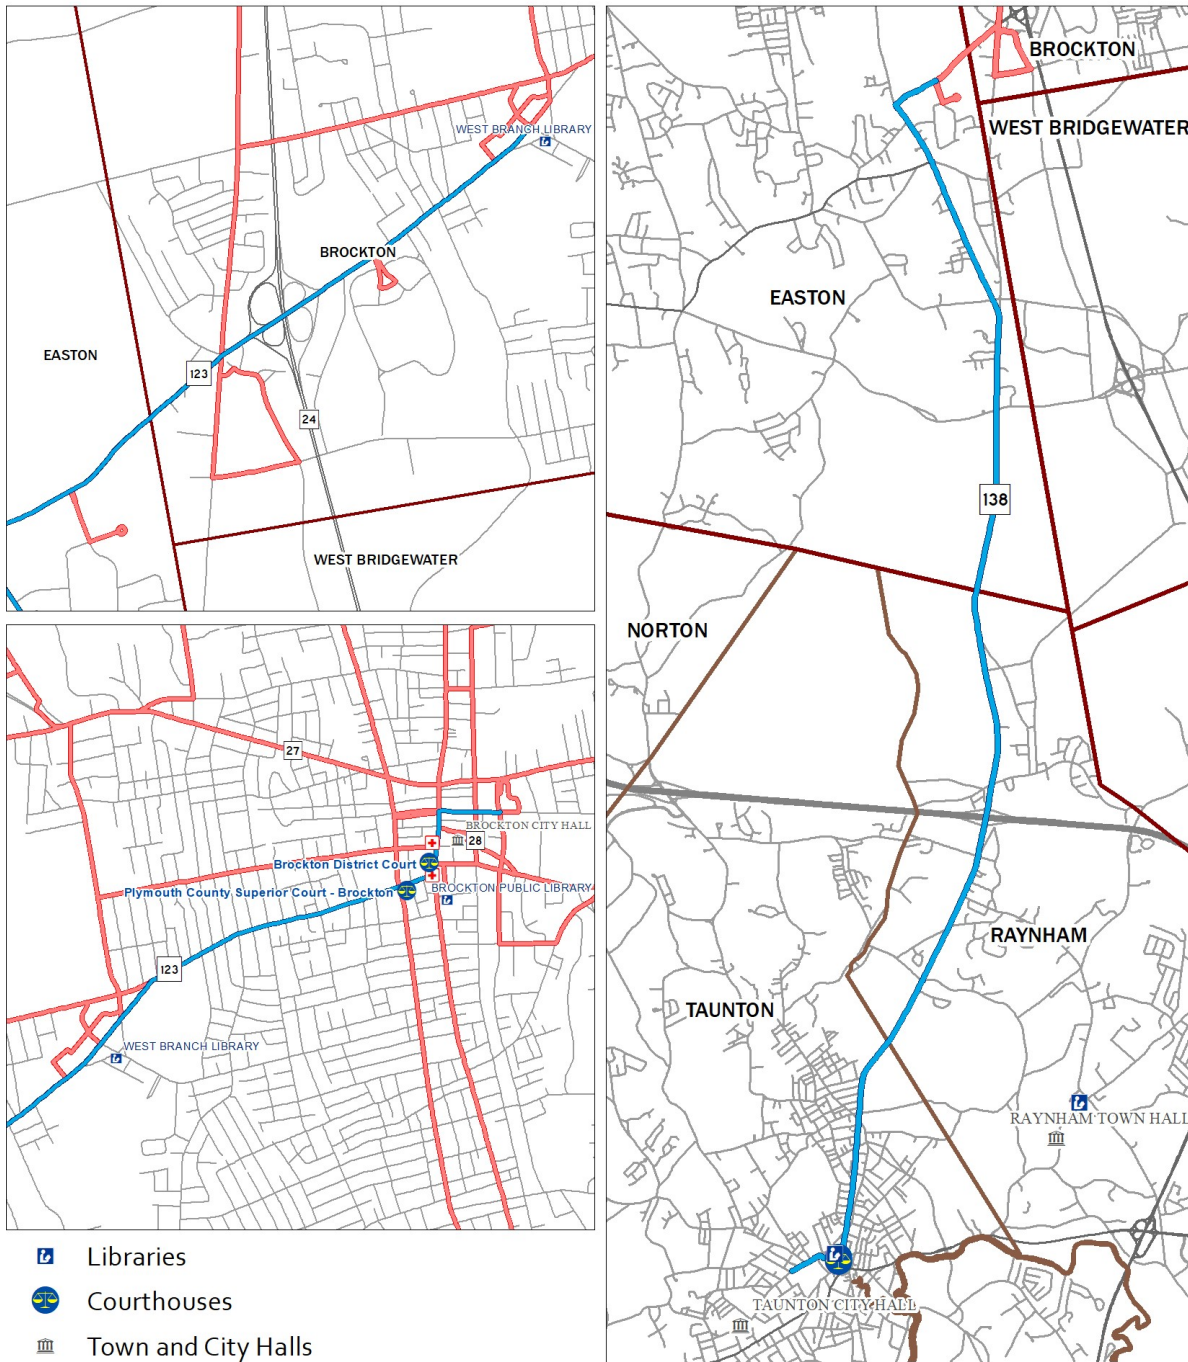 WEST BRANCH LIBRARY
BROCKTON
EASTON
123
24
WEST BRIDGEWATER
27
BROCKTON CITY HALL
28
Brockton District Court
Plymouth County Superior Court - Brockton
BROCKTON PUBLIC LIBRARY
123
WEST BRANCH LIBRARY
Libraries
Courthouses
Town and City Halls
BROCKTON
WEST BRIDGEWATER
EASTON
138
NORTON
RAYNHAM
TAUNTON
RAYNHAM TOWN HALL
TAUNTON CITY HALL